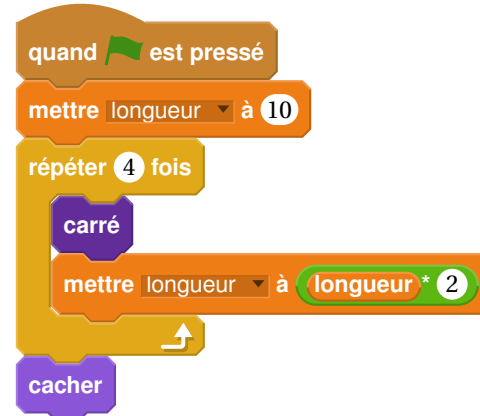 quand est pressé
mettre longueur à 10
répéter 4 fois
carré
mettre longueur à longueur * 2
cacher